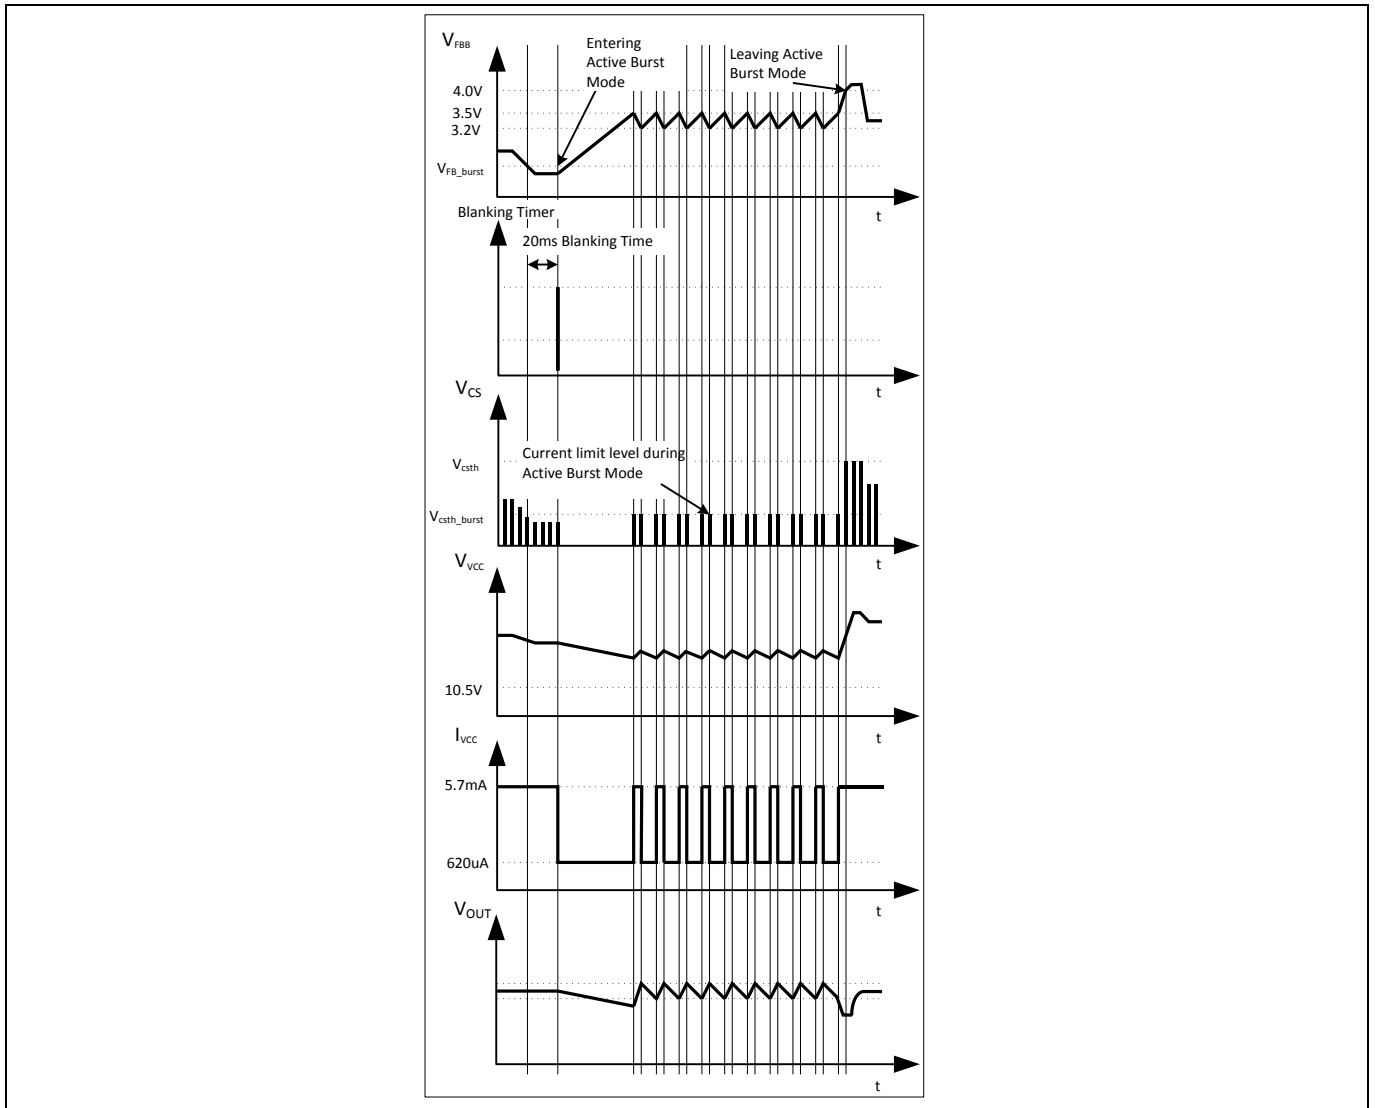 V_FBB
Entering
Active Burst
Mode
Leaving Active
Burst Mode
4.0V
3.5V
3.2V
V_FB_burst
t
Blanking Timer
20ms Blanking Time
t
V_CS
V_csth
Current limit level during
Active Burst Mode
V_csth_burst
t
V_VCC
10.5V
t
I_VCC
5.7mA
620uA
t
V_OUT
t